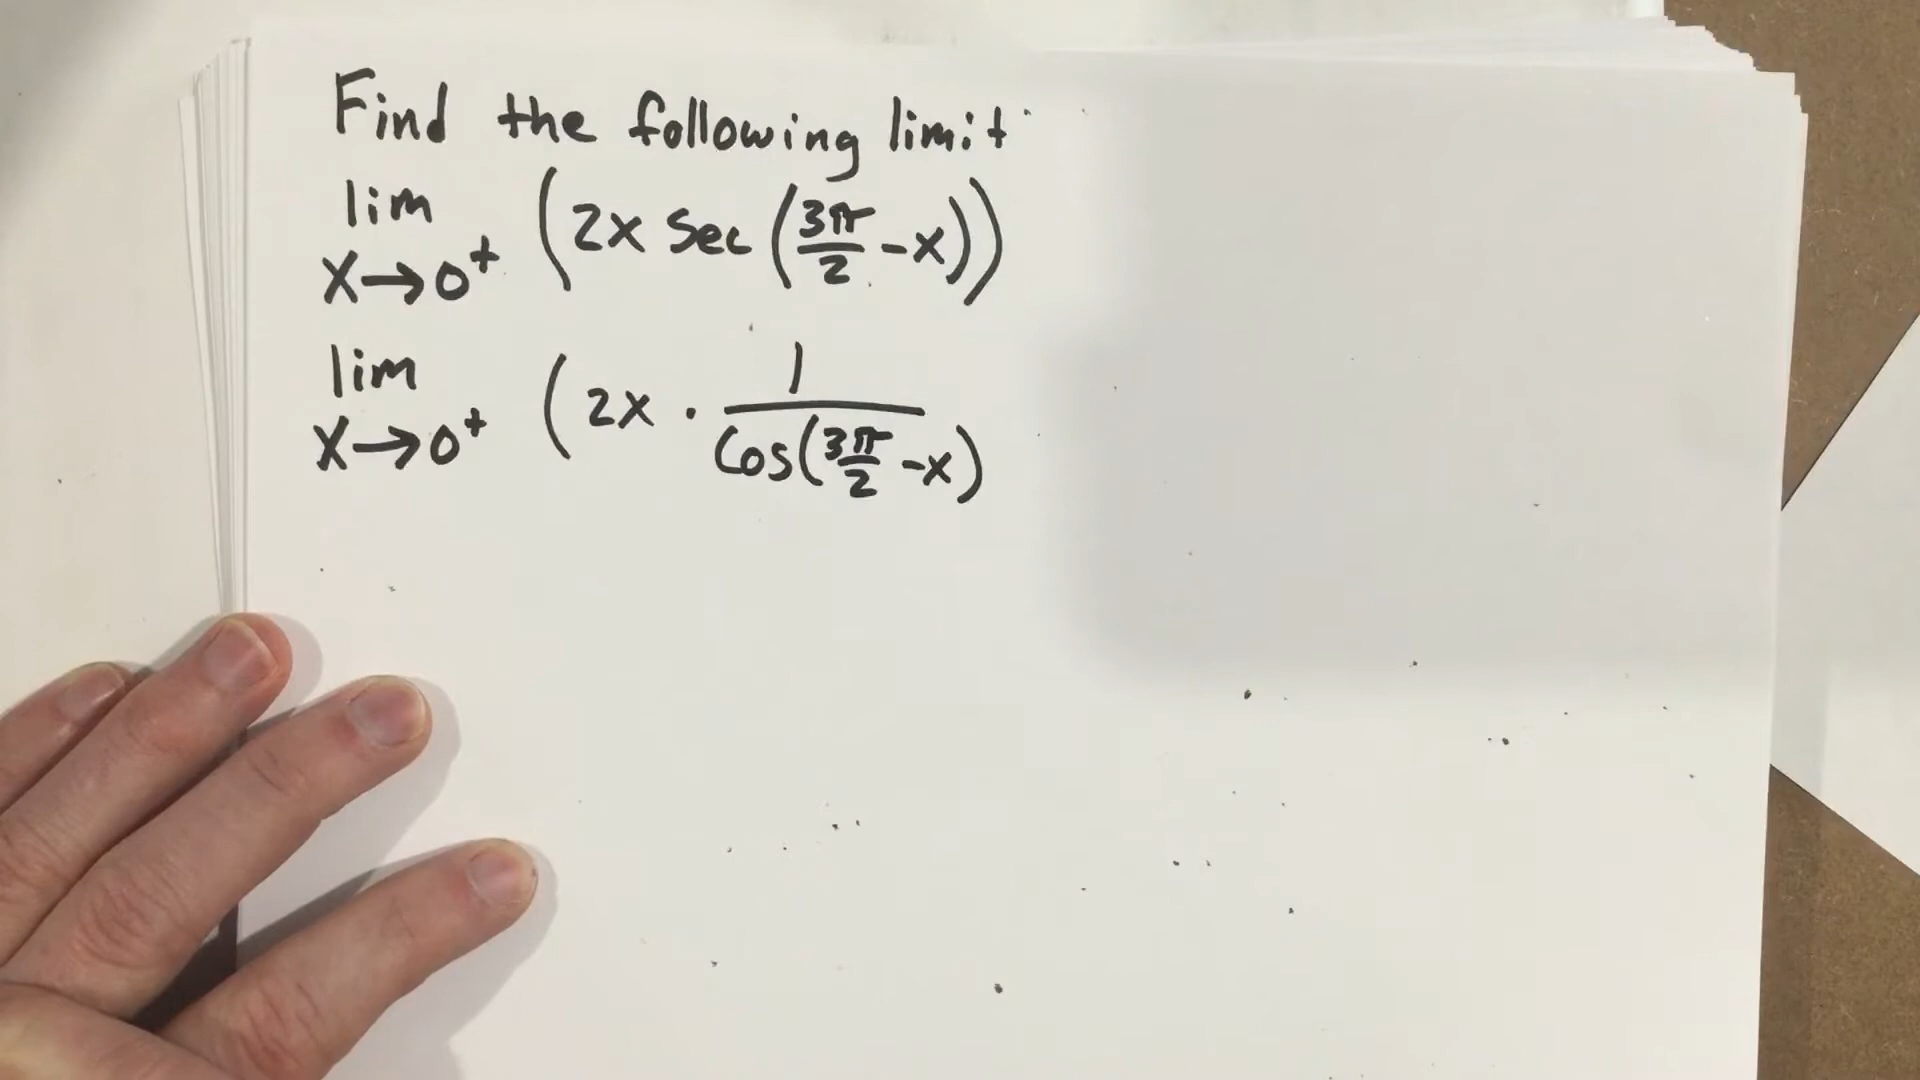 Find the following limit
lim x→0⁺ (2x sec(3π/2 - x))
lim x→0⁺ (2x · 1/cos(3π/2 - x)